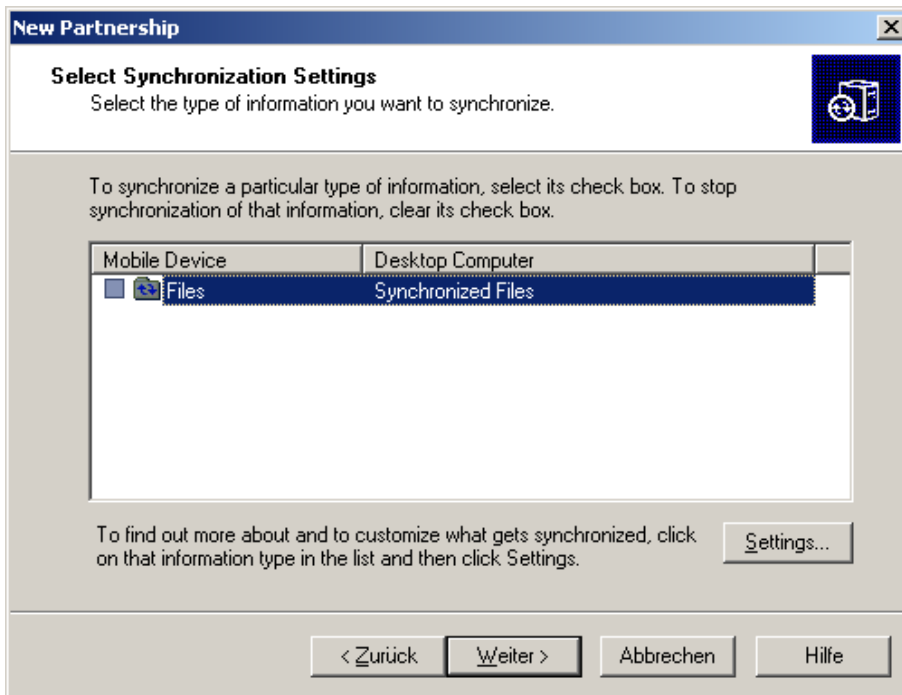 New Partnership
Select Synchronization Settings
Select the type of information you want to synchronize.
To synchronize a particular type of information, select its check box. To stop
synchronization of that information, clear its check box.
Mobile Device Desktop Computer
Files Synchronized Files
To find out more about and to customize what gets synchronized, click
on that information type in the list and then click Settings.
Settings...
< Zurück Weiter > Abbrechen Hilfe